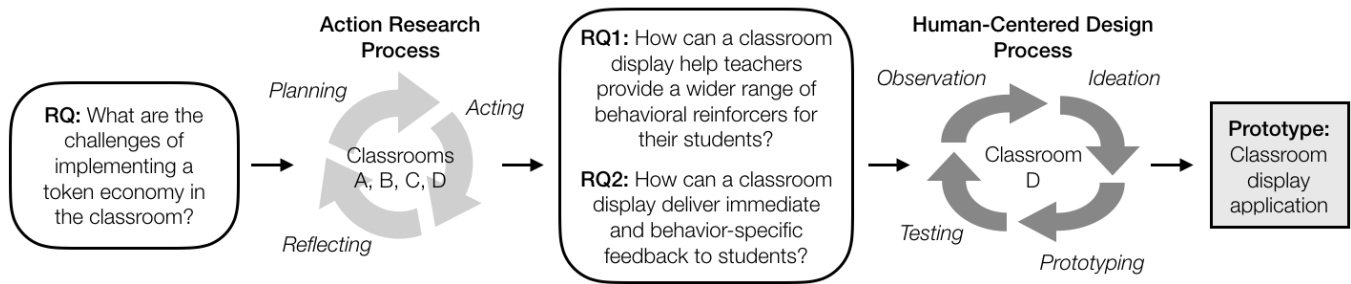 RQ: What are the
challenges of
implementing a
token economy in
the classroom?
Action Research
Process
Planning
Acting
Classrooms
A, B, C, D
Reflecting
RQ1: How can a classroom
display help teachers
provide a wider range of
behavioral reinforcers for
their students?
RQ2: How can a classroom
display deliver immediate
and behavior-specific
feedback to students?
Human-Centered Design
Process
Observation
Ideation
Classroom
D
Testing
Prototyping
Prototype:
Classroom
display
application